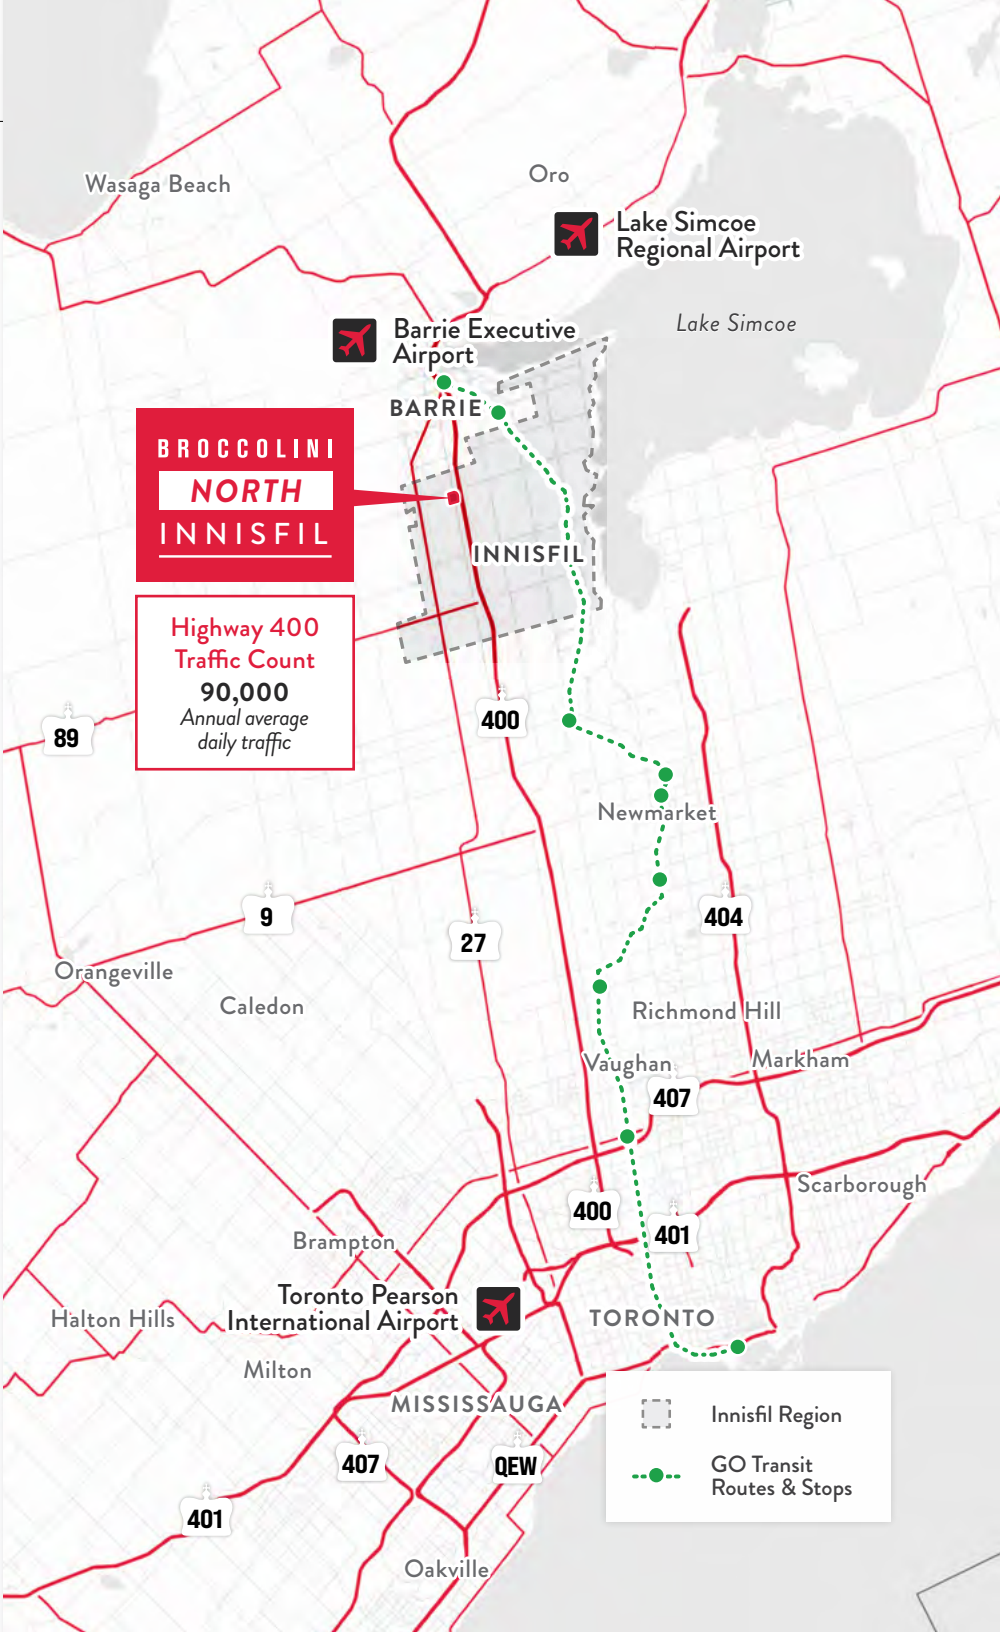 Wasaga Beach
Oro
Lake Simcoe
Regional Airport
Lake Simcoe
Barrie Executive
Airport
BARRIE
BROCCOLINI
NORTH
INNISFIL
INNISFIL
Highway 400
Traffic Count
90,000
Annual average
daily traffic
400
89
Newmarket
9
404
27
Orangeville
Caledon
Richmond Hill
Vaughan
Markham
407
Scarborough
400
401
Brampton
Toronto Pearson
International Airport
Halton Hills
TORONTO
Milton
MISSISSAUGA
Innisfil Region
407
QEW
GO Transit
Routes & Stops
401
Oakville